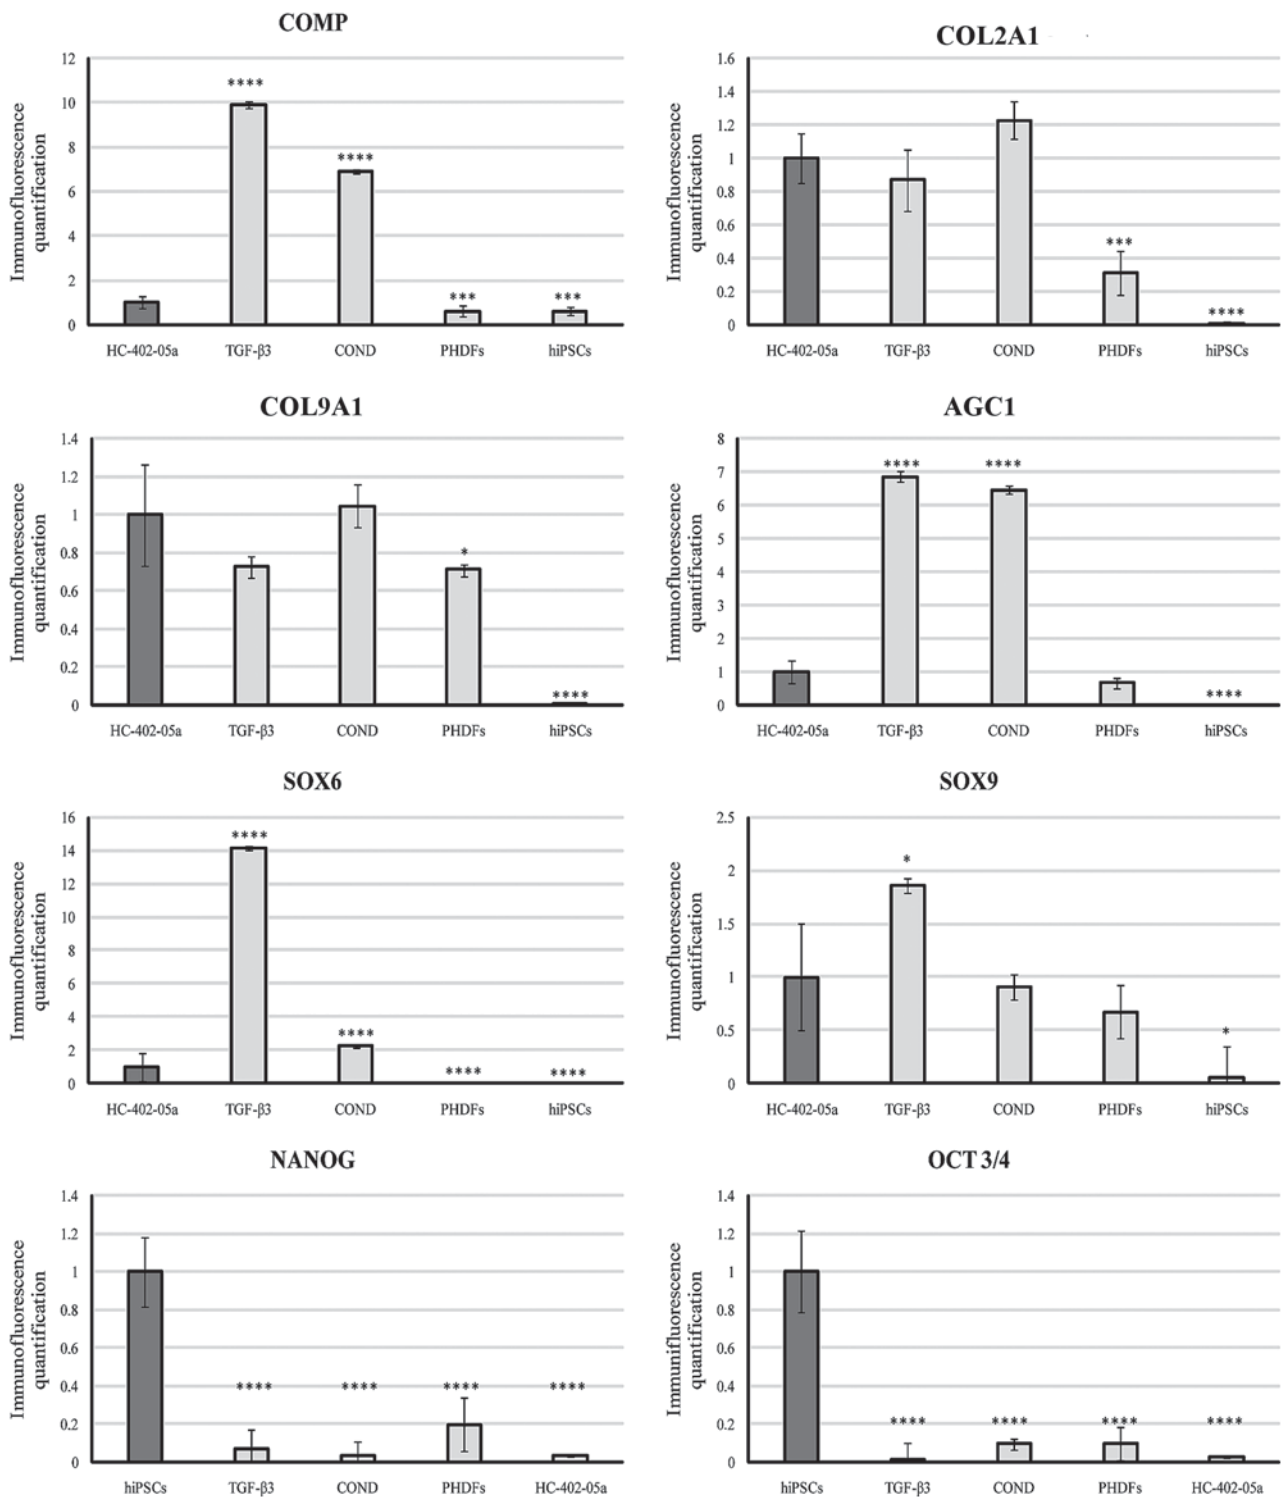 COMP
Immunofluorescence
quantification
12
10
8
6
4
2
0
****
****
***
***
HC-402-05a TGF-β3 COND PHDFs hiPSCs
COL2A1
Immunofluorescence
quantification
1.6
1.4
1.2
1
0.8
0.6
0.4
0.2
0
***
****
HC-402-05a TGF-β3 COND PHDFs hiPSCs
COL9A1
Immunofluorescence
quantification
1.4
1.2
1
0.8
0.6
0.4
0.2
0
*
****
HC-402-05a TGF-β3 COND PHDFs hiPSCs
AGC1
Immunofluorescence
quantification
8
7
6
5
4
3
2
1
0
****
****
****
HC-402-05a TGF-β3 COND PHDFs hiPSCs
SOX6
Immunofluorescence
quantification
16
14
12
10
8
6
4
2
0
****
****
****
****
HC-402-05a TGF-β3 COND PHDFs hiPSCs
SOX9
Immunofluorescence
quantification
2.5
2
1.5
1
0.5
0
*
*
HC-402-05a TGF-β3 COND PHDFs hiPSCs
NANOG
Immunofluorescence
quantification
1.4
1.2
1
0.8
0.6
0.4
0.2
0
****
****
****
****
hiPSCs TGF-β3 COND PHDFs HC-402-05a
OCT 3/4
Immunifluorescence
quantification
1.4
1.2
1
0.8
0.6
0.4
0.2
0
****
****
****
****
hiPSCs TGF-β3 COND PHDFs HC-402-05a